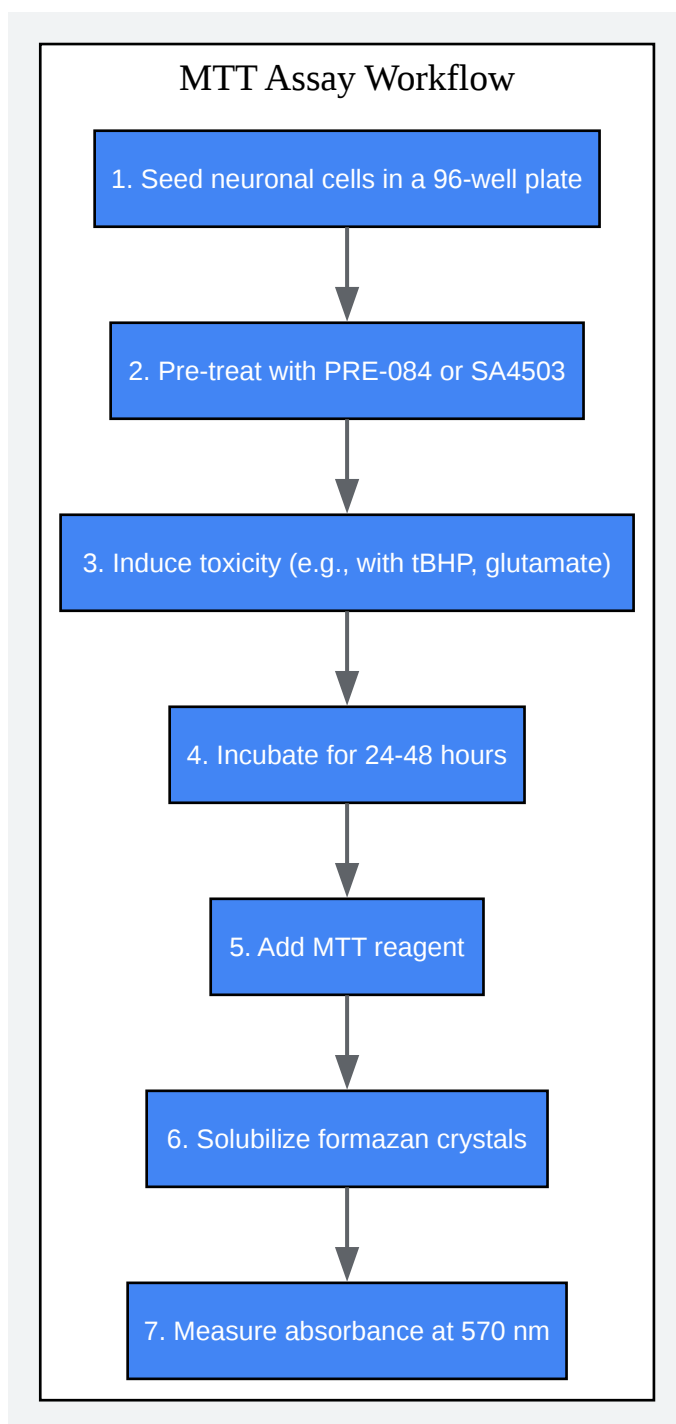 MTT Assay Workflow
1. Seed neuronal cells in a 96-well plate
2. Pre-treat with PRE-084 or SA4503
3. Induce toxicity (e.g., with tBHP, glutamate)
4. Incubate for 24-48 hours
5. Add MTT reagent
6. Solubilize formazan crystals
7. Measure absorbance at 570 nm